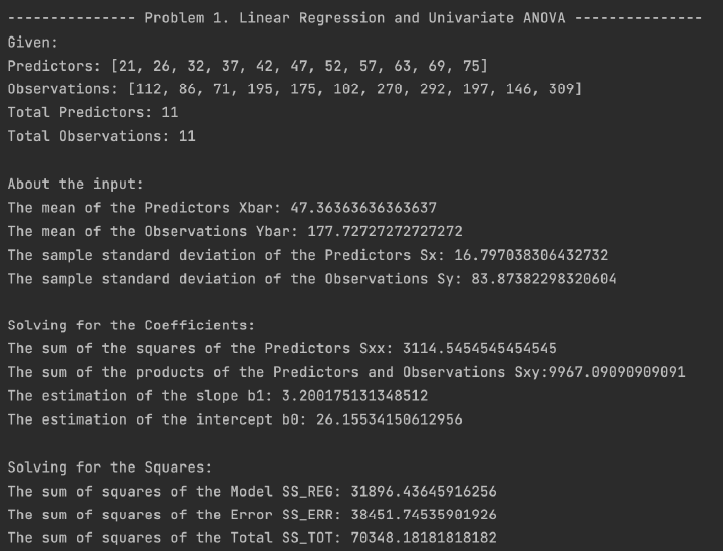 --------------- Problem 1. Linear Regression and Univariate ANOVA ---------------
Given:
Predictors: [21, 26, 32, 37, 42, 47, 52, 57, 63, 69, 75]
Observations: [112, 86, 71, 195, 175, 102, 270, 292, 197, 146, 309]
Total Predictors: 11
Total Observations: 11
About the input:
The mean of the Predictors Xbar: 47.36363636363637
The mean of the Observations Ybar: 177.72727272727272
The sample standard deviation of the Predictors Sx: 16.797038306432732
The sample standard deviation of the Observations Sy: 83.87382298320604
Solving for the Coefficients:
The sum of the squares of the Predictors Sxx: 3114.5454545454545
The sum of the products of the Predictors and Observations Sxy:9967.09090909091
The estimation of the slope b1: 3.200175131348512
The estimation of the intercept b0: 26.15534150612956
Solving for the Squares:
The sum of squares of the Model SS_REG: 31896.43645916256
The sum of squares of the Error SS_ERR: 38451.74535901926
The sum of squares of the Total SS_TOT: 70348.18181818182